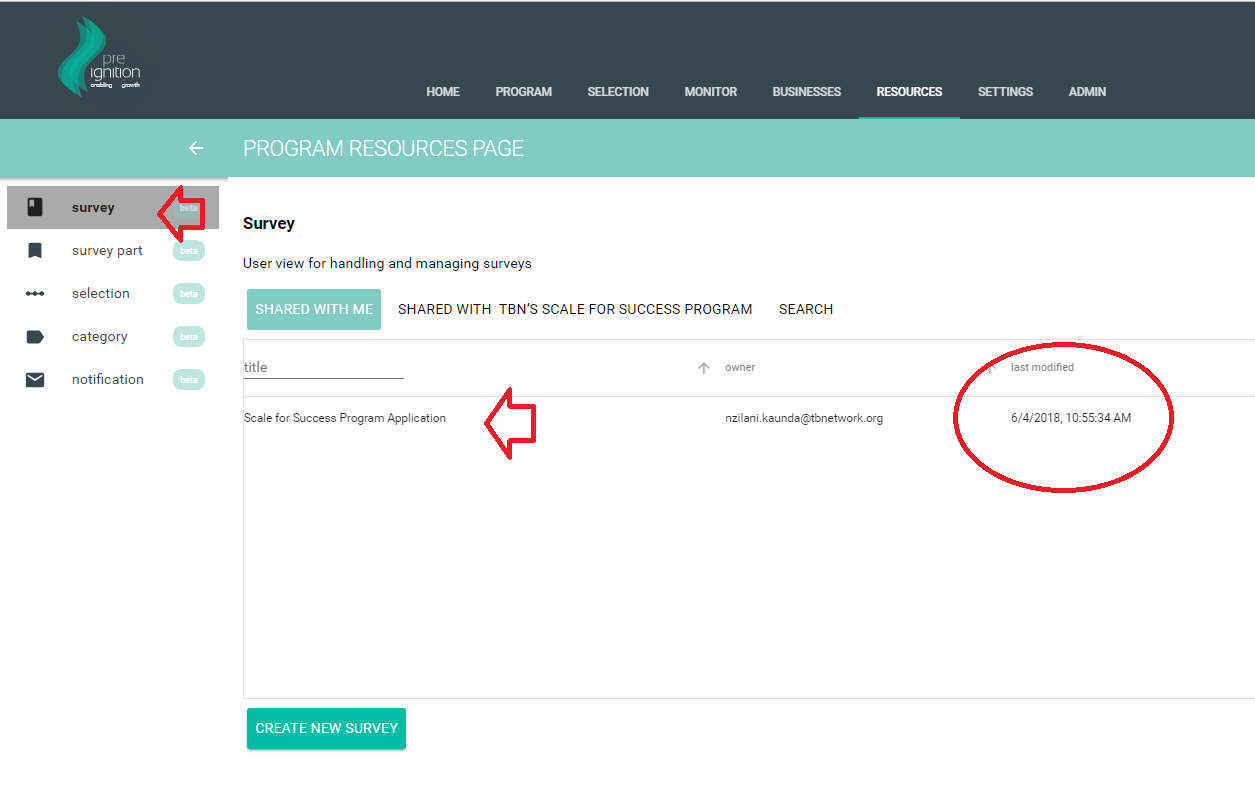 pre
ignition
enabling growth
HOME PROGRAM SELECTION MONITOR BUSINESSES RESOURCES SETTINGS ADMIN
PROGRAM RESOURCES PAGE
survey beta
survey part beta
selection beta
category beta
notification beta
Survey
User view for handling and managing surveys
SHARED WITH ME SHARED WITH TBN'S SCALE FOR SUCCESS PROGRAM SEARCH
title owner last modified
Scale for Success Program Application nzilani.kaunda@tbnetwork.org 6/4/2018, 10:55:34 AM
CREATE NEW SURVEY